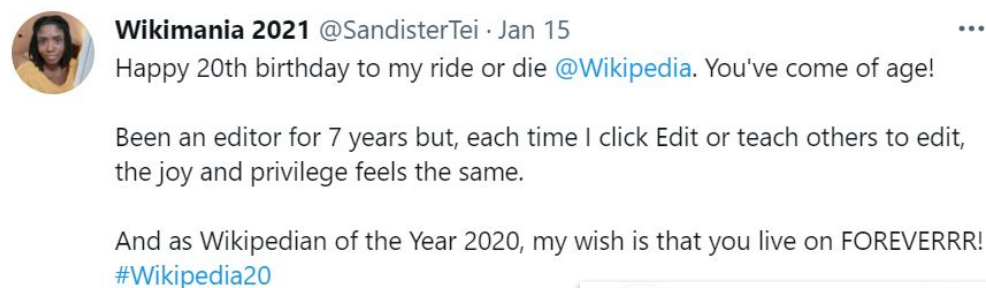 Wikimania 2021 @SandisterTei · Jan 15
Happy 20th birthday to my ride or die @Wikipedia. You've come of age!
Been an editor for 7 years but, each time I click Edit or teach others to edit,
the joy and privilege feels the same.
And as Wikipedian of the Year 2020, my wish is that you live on FOREVERRR!
#Wikipedia20